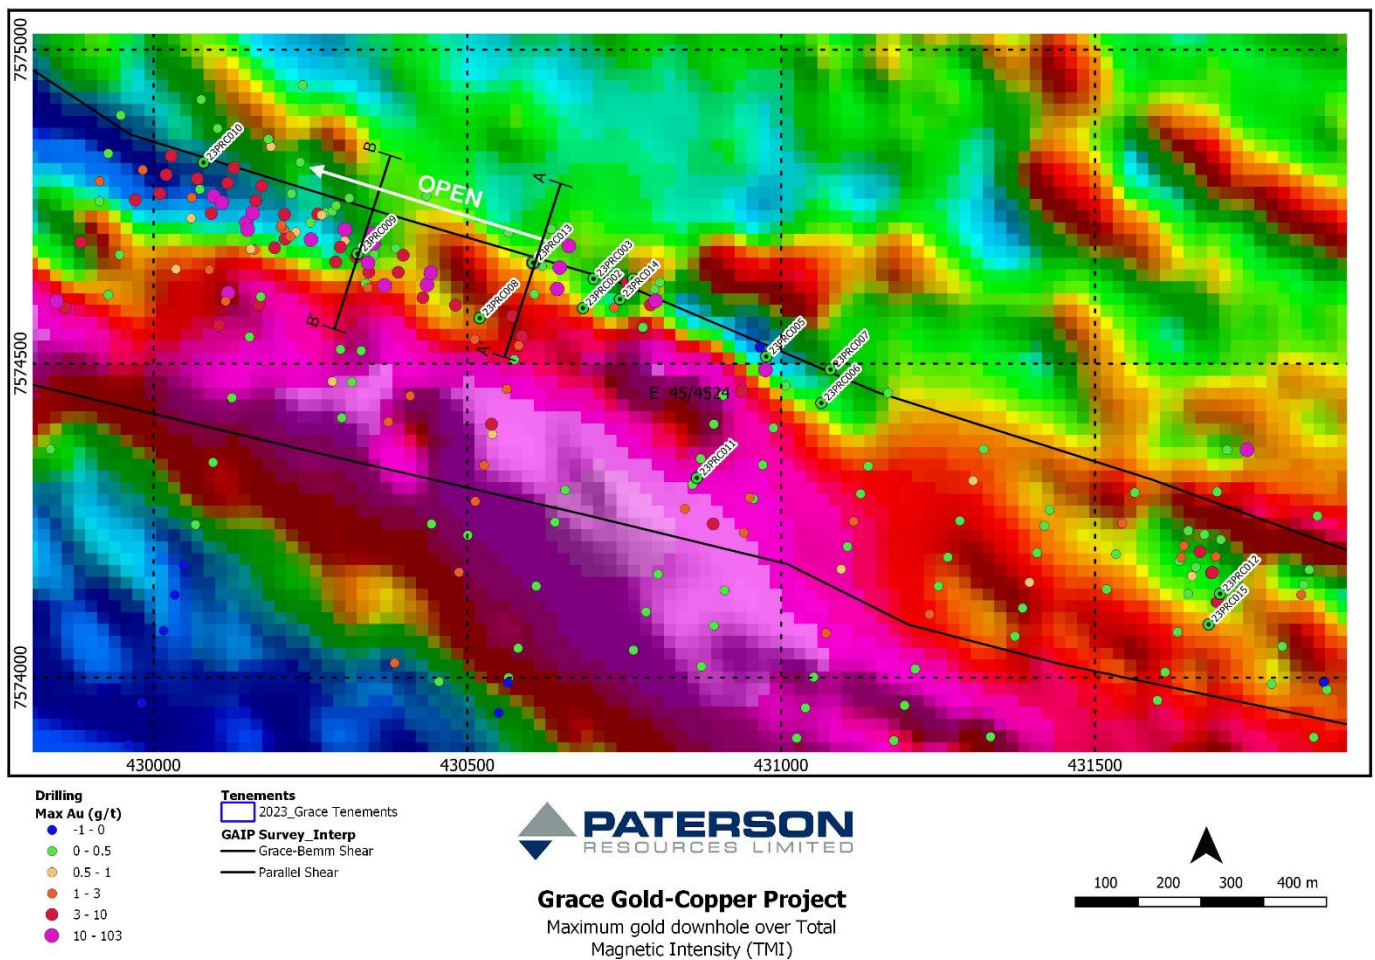 7575000
7574500
7574000
23PRC010
B
OPEN
A
23PRC009
23PRC013
23PRC003
23PRC002
23PRC014
23PRC008
B'
A'
23PRC005
23PRC007
23PRC006
E 45/4524
23PRC011
23PRC012
23PRC015
430000
430500
431000
431500
Drilling
Max Au (g/t)
-1 - 0
0 - 0.5
0.5 - 1
1 - 3
3 - 10
10 - 103
Tenements
2023_Grace Tenements
GAIP Survey_Interp
Grace-Bemm Shear
Parallel Shear
PATERSON
RESOURCES LIMITED
Grace Gold-Copper Project
Maximum gold downhole over Total
Magnetic Intensity (TMI)
100 200 300 400 m